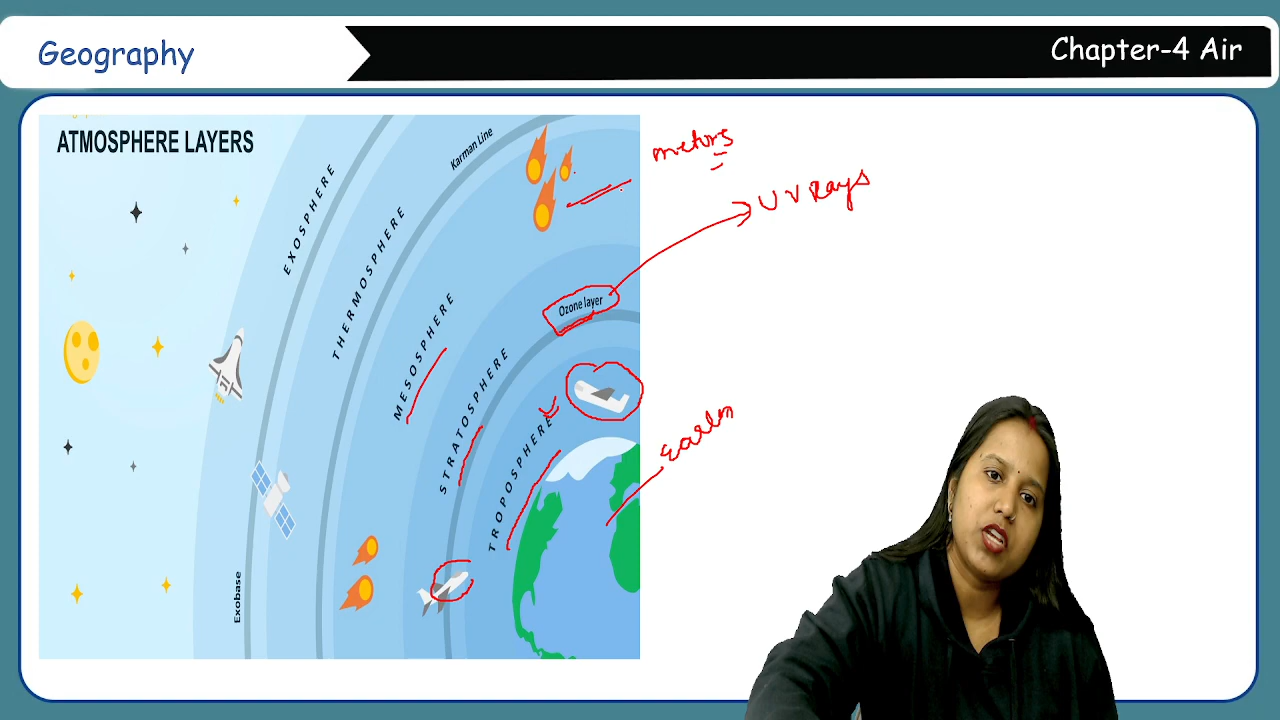 Geography
Chapter-4 Air
ATMOSPHERE LAYERS
EXOSPHERE
THERMOSPHERE
Karman Line
MESOSPHERE
STRATOSPHERE
TROPOSPHERE
Ozone layer
Exobase
metors
UV Rays
Earth